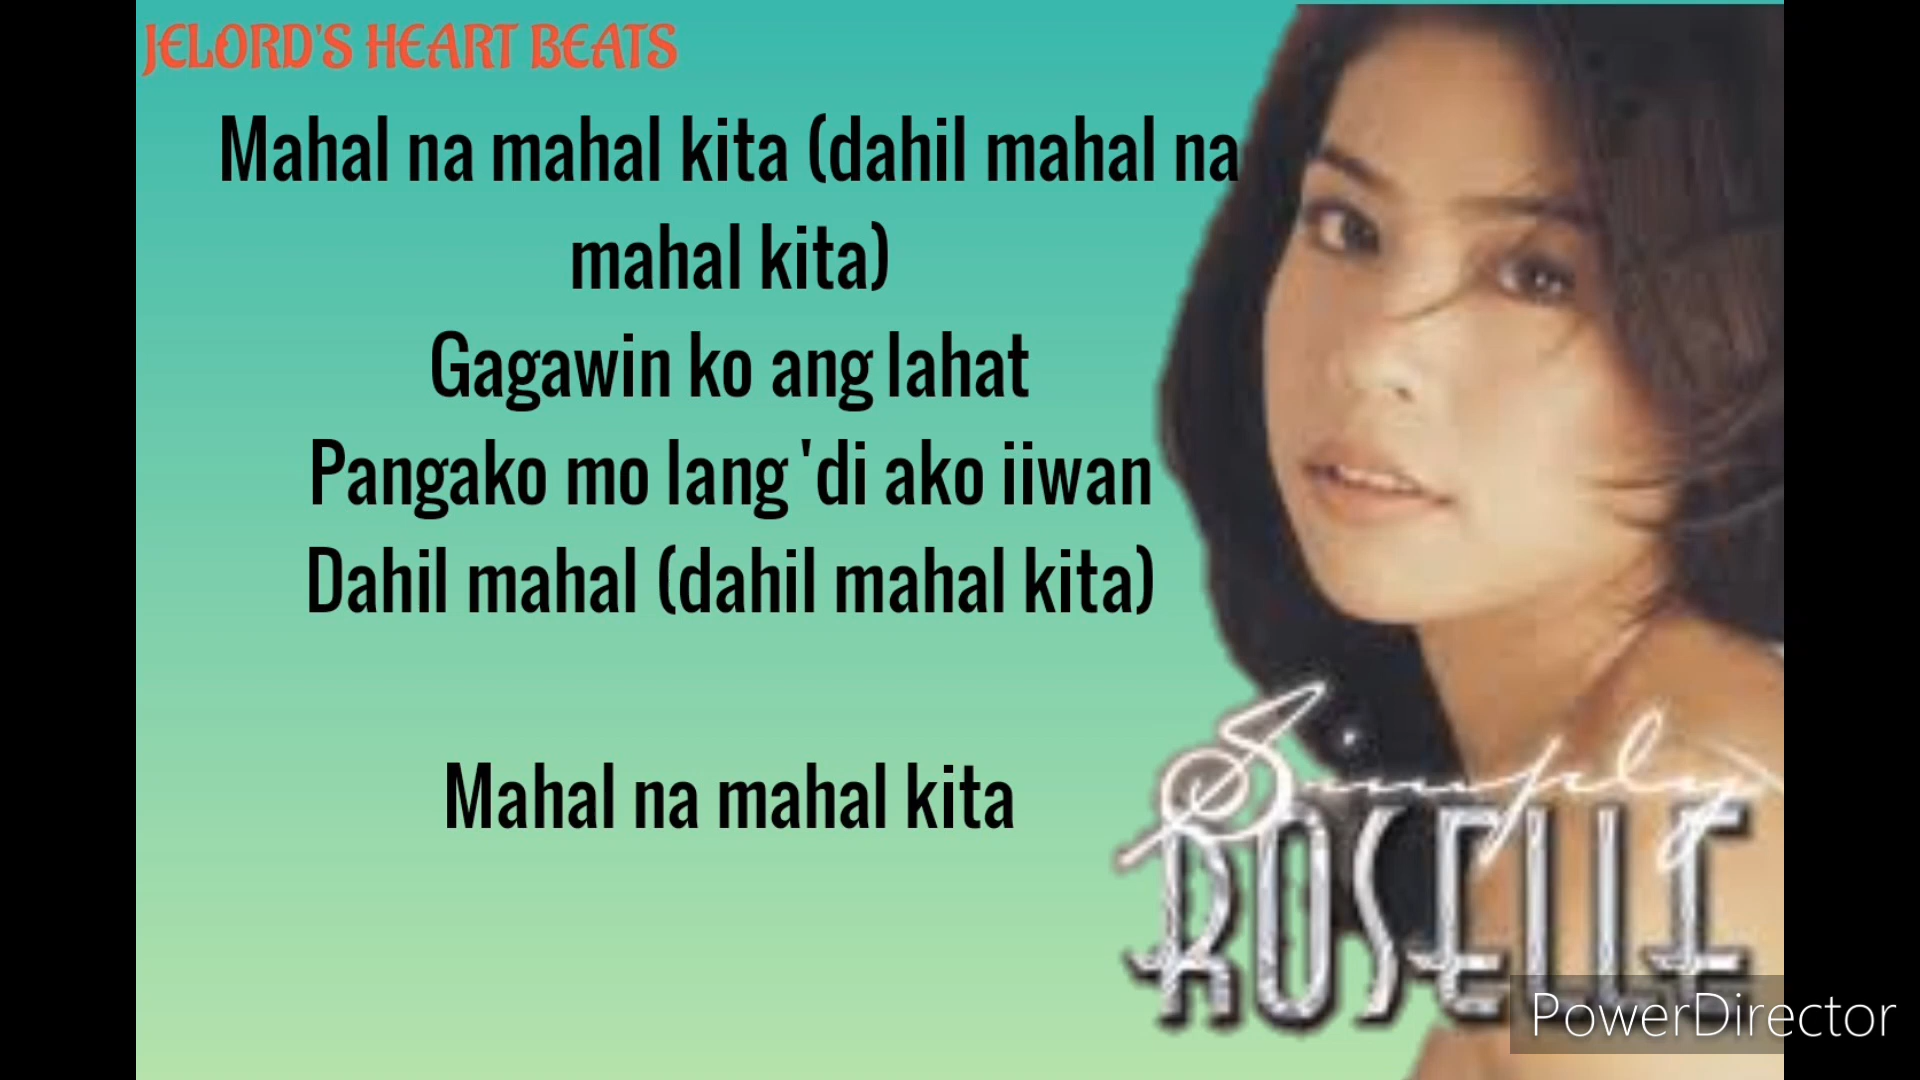 JELORD'S HEART BEATS
Mahal na mahal kita (dahil mahal na
mahal kita)
Gagawin ko ang lahat
Pangako mo lang 'di ako iiwan
Dahil mahal (dahil mahal kita)
Mahal na mahal kita
Simply
ROSELLE
PowerDirector